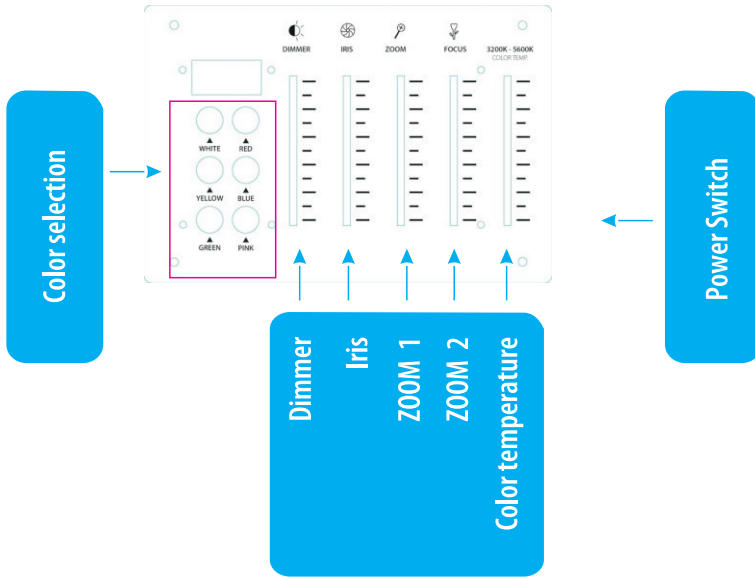 DIMMER
IRIS
ZOOM
FOCUS
3200K - 5600K
COLOR TEMP.
WHITE
RED
YELLOW
BLUE
GREEN
PINK
Color selection
Power Switch
Dimmer
Iris
ZOOM 1
ZOOM 2
Color temperature